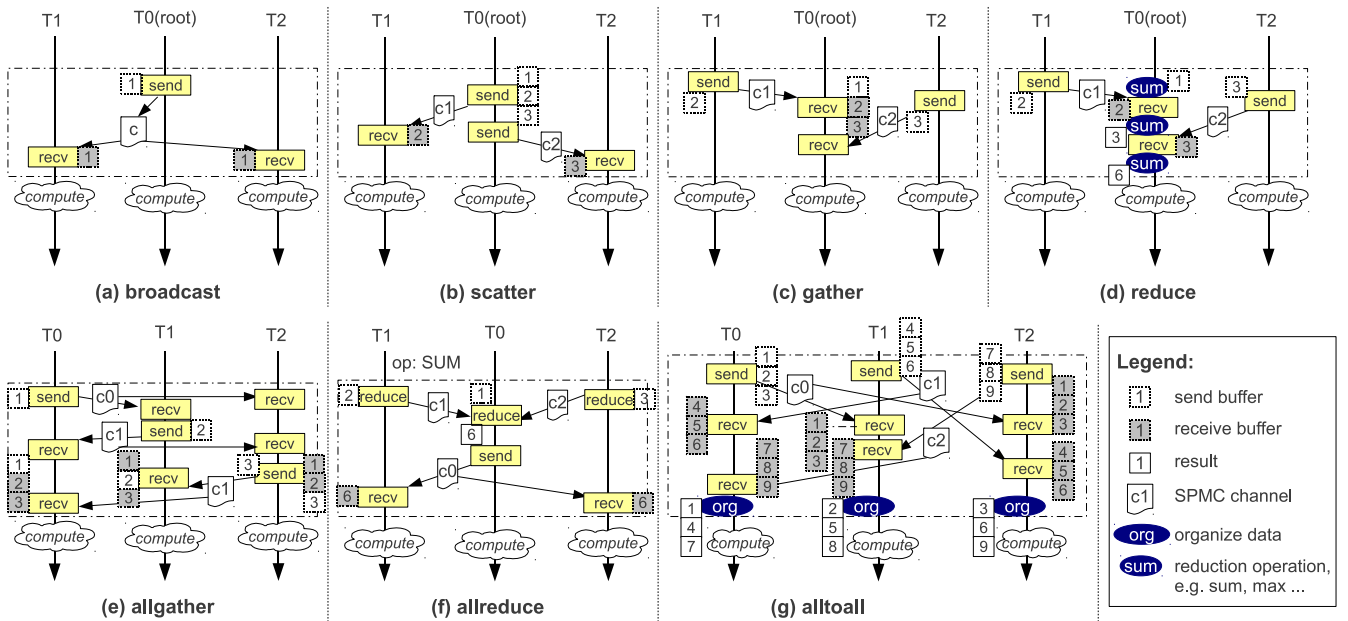 T1 T0(root) T2
1 send
c
recv 1 1 recv
compute compute compute
(a) broadcast
T1 T0(root) T2
1
send 2
c1 3
recv 2 send
c2
3 recv
compute compute compute
(b) scatter
T1 T0(root) T2
send 1
2 c1 recv 2 send
3 c2 3
recv
compute compute compute
(c) gather
T1 T0(root) T2
send sum 1 3
2 c1 2 recv send
sum c2
3 recv 3
sum
6
compute compute compute
(d) reduce
T0 T1 T2
1 send c0 recv recv
send 2
recv c1 recv
1 1 3 send 1
2 2 recv 2
3 recv 3 c1 3
compute compute compute
(e) allgather
T1 T0 T2
op: SUM
2 reduce 1 reduce 3
c1 reduce c2
6
send
c0
6 recv recv 6
compute compute compute
(f) allreduce
T0 T1 T2
1 4 7
2 5 8
3 6 9
send send send
c0 c1
4 1 1
5 recv 2 recv recv 2
6 3 3
7 7 recv c2 4
8 8 recv 5
recv 9 9 6
1 org 2 org 3 org
4 5 6
7 8 9
compute compute compute
(g) alltoall
Legend:
1 send buffer
1 receive buffer
1 result
c1 SPMC channel
org organize data
sum reduction operation,
e.g. sum, max ...